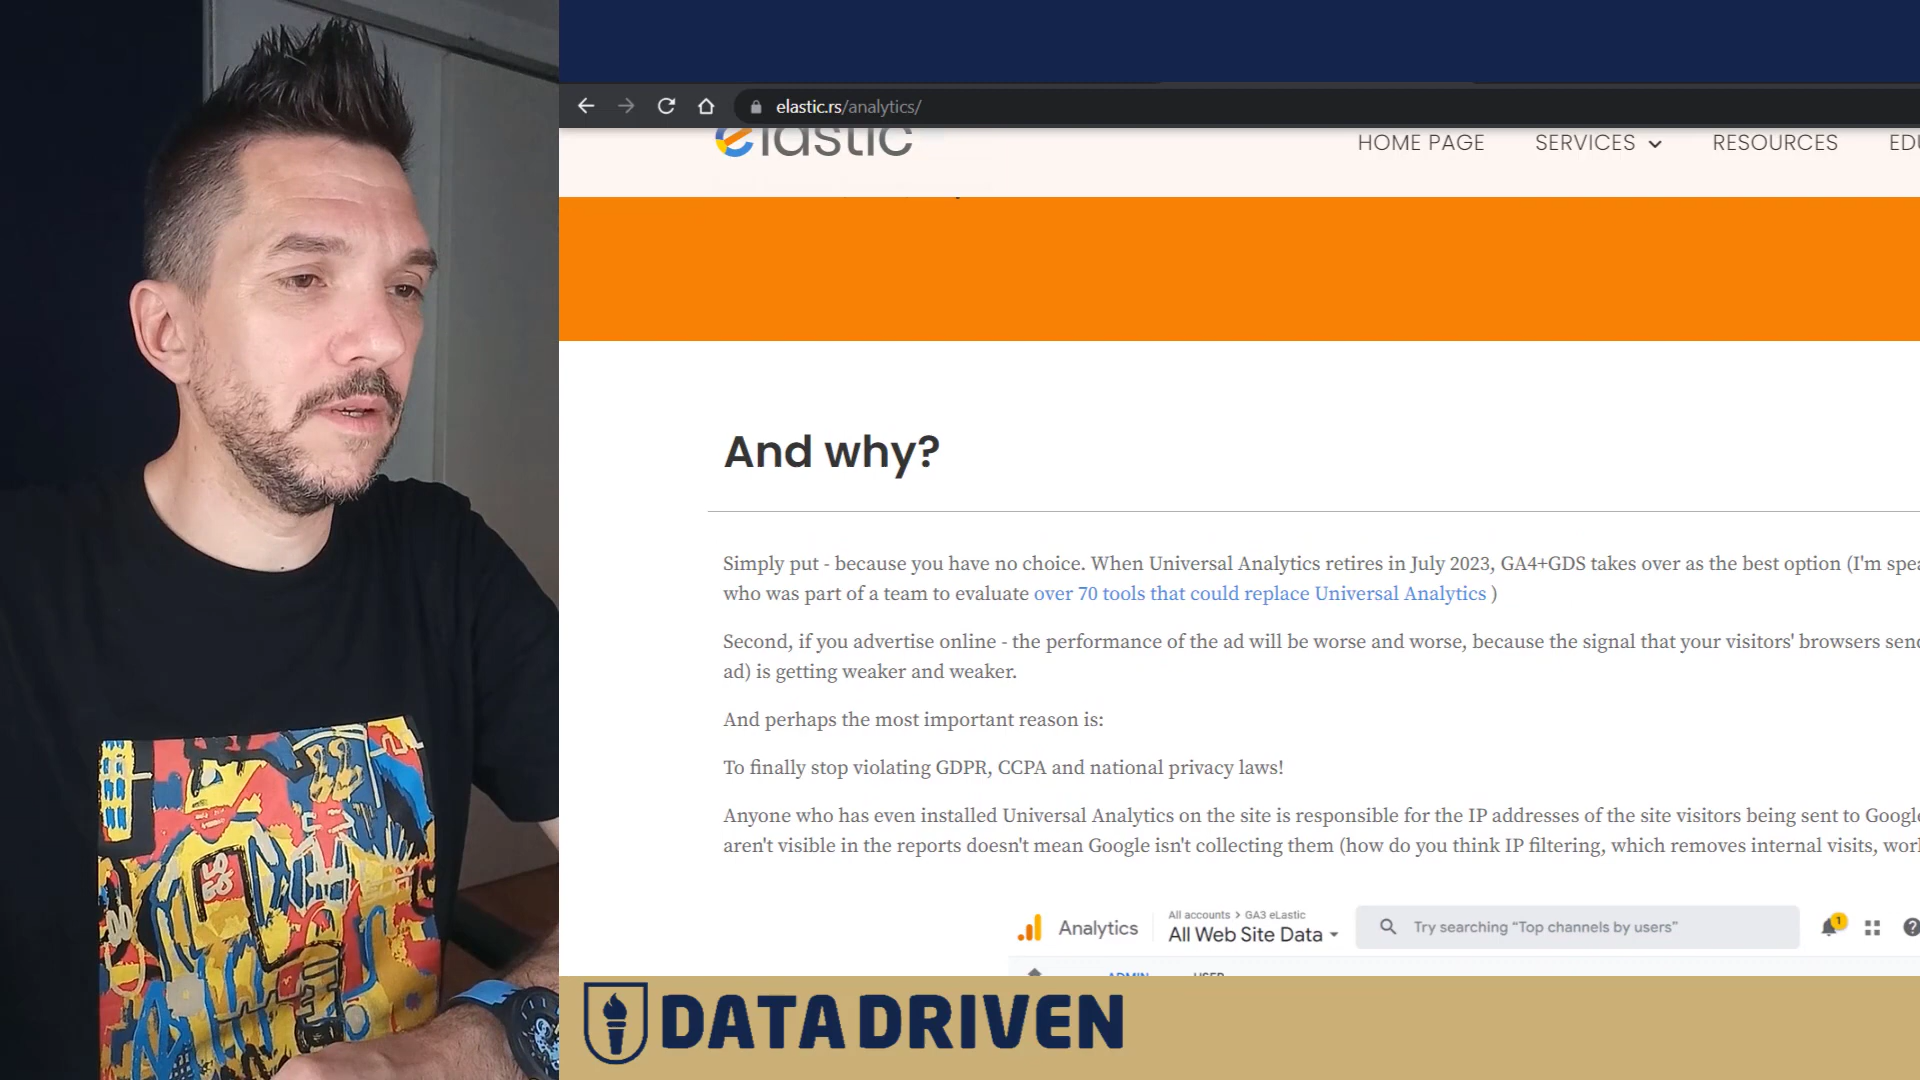 elastic.rs/analytics/
elastic
HOME PAGE SERVICES RESOURCES
And why?
Simply put - because you have no choice. When Universal Analytics retires in July 2023, GA4+GDS takes over as the best option (I'm
who was part of a team to evaluate over 70 tools that could replace Universal Analytics )
Second, if you advertise online - the performance of the ad will be worse and worse, because the signal that your visitors' browsers
ad) is getting weaker and weaker.
And perhaps the most important reason is:
To finally stop violating GDPR, CCPA and national privacy laws!
Anyone who has even installed Universal Analytics on the site is responsible for the IP addresses of the site visitors being sent to Google
aren't visible in the reports doesn't mean Google isn't collecting them (how do you think IP filtering, which removes internal visits,
All accounts > GA3 eLastic
Analytics All Web Site Data Try searching “Top channels by users” 1
ADMIN USER
DATA DRIVEN